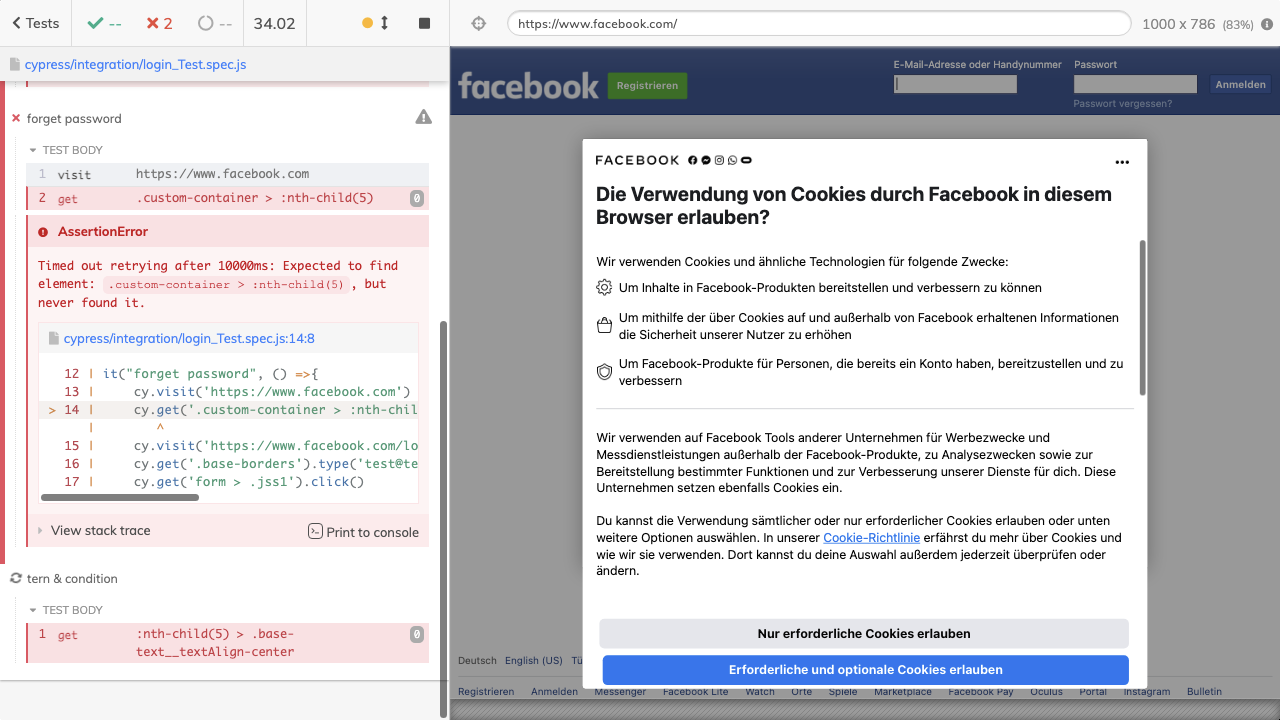 Tests
--
2
--
34.02
https://www.facebook.com/
1000 x 786 (83%)
cypress/integration/login_Test.spec.js
forget password
TEST BODY
1 visit https://www.facebook.com
2 get .custom-container > :nth-child(5) 0
AssertionError
Timed out retrying after 10000ms: Expected to find
element: .custom-container > :nth-child(5) , but
never found it.
cypress/integration/login_Test.spec.js:14:8
12 | it("forget password", () =>{
13 | cy.visit('https://www.facebook.com')
> 14 | cy.get('.custom-container > :nth-chil
| ^
15 | cy.visit('https://www.facebook.com/lo
16 | cy.get('.base-borders').type('test@te
17 | cy.get('form > .jss1').click()
View stack trace
Print to console
tern & condition
TEST BODY
1 get :nth-child(5) > .base-
text__textAlign-center
0
facebook
Registrieren
E-Mail-Adresse oder Handynummer
Passwort
Anmelden
Passwort vergessen?
FACEBOOK
Die Verwendung von Cookies durch Facebook in diesem
Browser erlauben?
Wir verwenden Cookies und ähnliche Technologien für folgende Zwecke:
Um Inhalte in Facebook-Produkten bereitstellen und verbessern zu können
Um mithilfe der über Cookies auf und außerhalb von Facebook erhaltenen Informationen
die Sicherheit unserer Nutzer zu erhöhen
Um Facebook-Produkte für Personen, die bereits ein Konto haben, bereitzustellen und zu
verbessern
Wir verwenden auf Facebook Tools anderer Unternehmen für Werbezwecke und
Messdienstleistungen außerhalb der Facebook-Produkte, zu Analysezwecken sowie zur
Bereitstellung bestimmter Funktionen und zur Verbesserung unserer Dienste für dich. Diese
Unternehmen setzen ebenfalls Cookies ein.
Du kannst die Verwendung sämtlicher oder nur erforderlicher Cookies erlauben oder unten
weitere Optionen auswählen. In unserer Cookie-Richtlinie erfährst du mehr über Cookies und
wie wir sie verwenden. Dort kannst du deine Auswahl außerdem jederzeit überprüfen oder
ändern.
Nur erforderliche Cookies erlauben
Erforderliche und optionale Cookies erlauben
Deutsch English (US) Tü
Registrieren Anmelden Messenger Facebook Lite Watch Orte Spiele Marketplace Facebook Pay Oculus Portal Instagram Bulletin